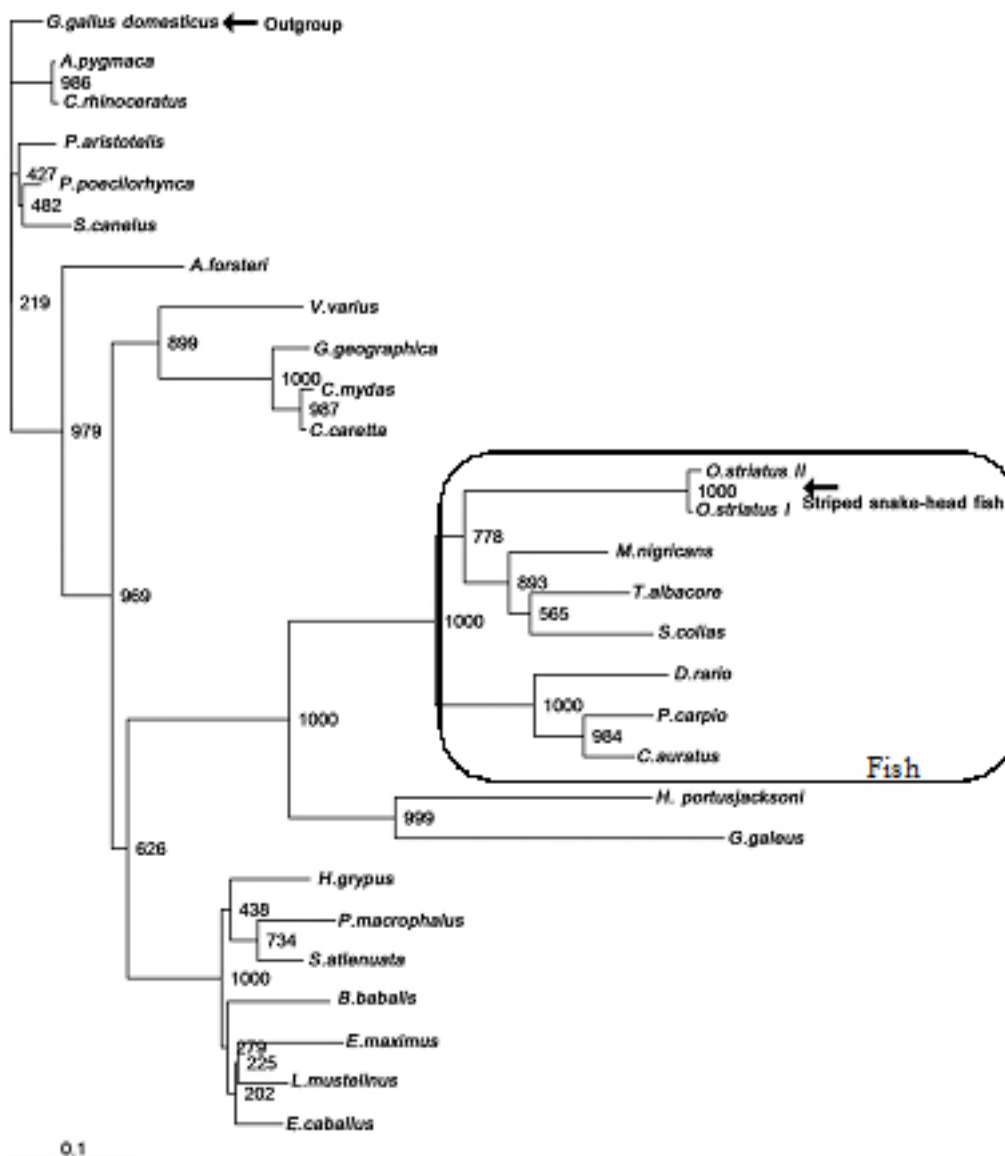 G.gallus domesticus Outgroup
A.pygmaca
986
C.rhinoceratus
P.aristotelis
427
P.poecilorhynca
482
S.canelus
A.forsteri
219
V.varius
899
G.geographica
1000
C.mydas
987
C.caretta
979
O.striatus II
1000
Striped snake-head fish
O.striatus I
778
M.nigricans
893
T.albacore
969
565
1000
S.colias
D.rario
1000
P.carpio
1000
984
C.auratus
Fish
H. portusjacksoni
999
G.galeus
626
H.grypus
438
P.macrophalus
734
S.attenuata
1000
B.babalis
279
E.maximus
225
L.mustelinus
202
E.caballus
0.1